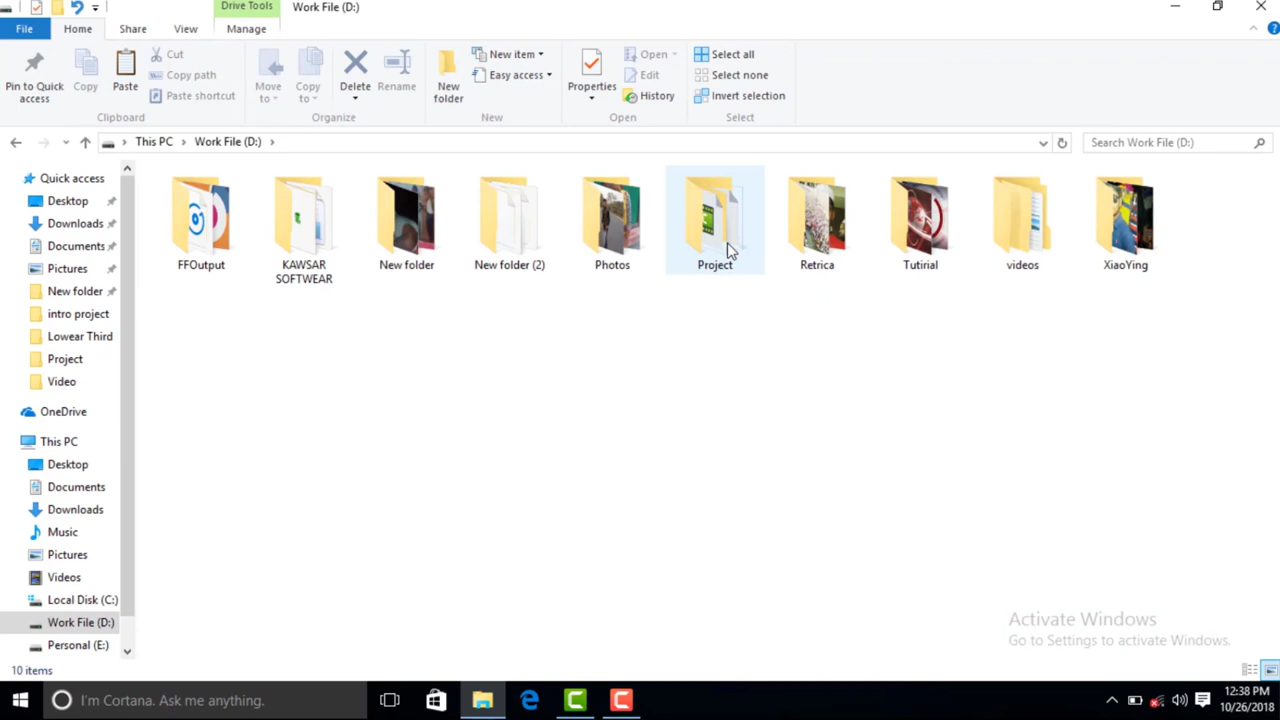 Drive Tools
Work File (D:)
File
Home
Share
View
Manage
Pin to Quick
access
Copy
Paste
Cut
Copy path
Paste shortcut
Clipboard
Move
to
Copy
to
Delete
Rename
Organize
New
folder
New item
Easy access
New
Properties
Open
Edit
History
Open
Select all
Select none
Invert selection
Select
This PC
Work File (D:)
Search Work File (D:)
Quick access
Desktop
Downloads
Documents
Pictures
New folder
intro project
Lowear Third
Project
Video
OneDrive
This PC
Desktop
Documents
Downloads
Music
Pictures
Videos
Local Disk (C:)
Work File (D:)
Personal (E:)
FFOutput
KAWSAR
SOFTWEAR
New folder
New folder (2)
Photos
Project
Retrica
Tutirial
videos
XiaoYing
Activate Windows
Go to Settings to activate Windows.
10 items
I'm Cortana. Ask me anything.
12:38 PM
10/26/2018